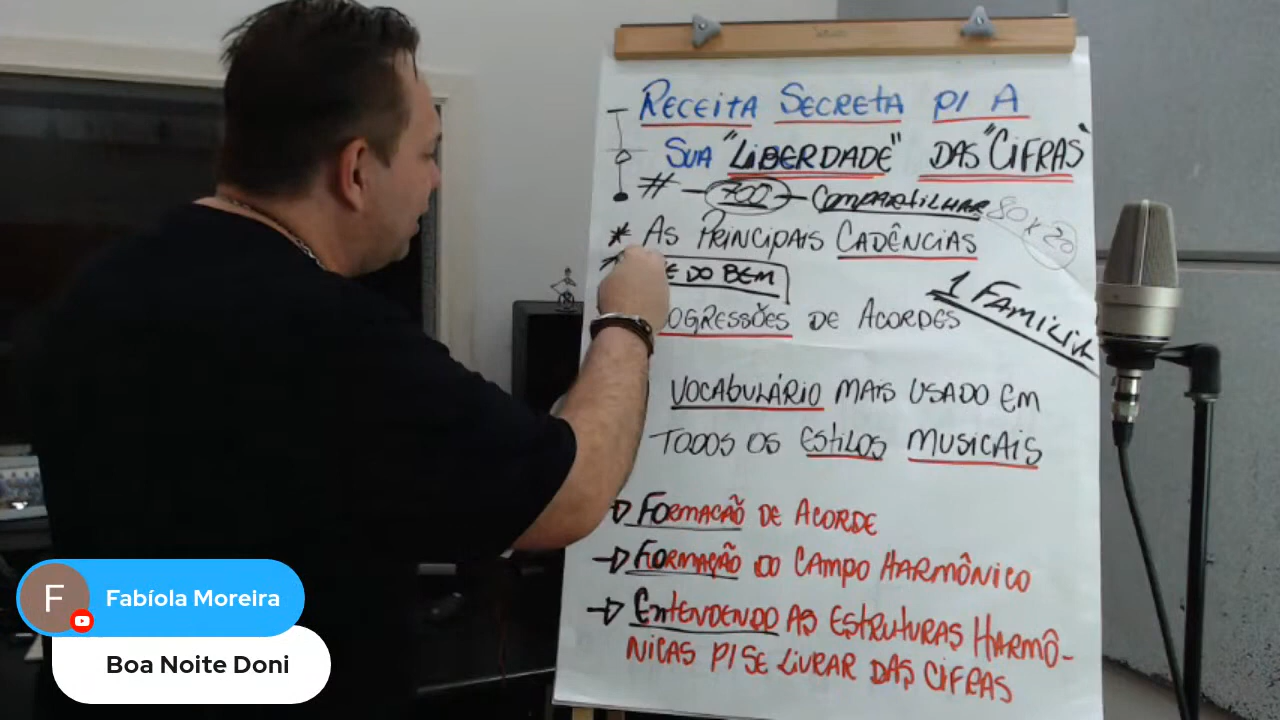 RECEITA SECRETA P/ A
SUA "LIBERDADE" DAS "CIFRAS"
# - 700 - COMPARTILHAR 80 x 20
* AS PRINCIPAIS CADÊNCIAS
DO BEM
1 FAMILIA
OGRESSÕES DE ACORDES
VOCABULÁRIO MAIS USADO EM
TODOS OS ESTILOS MUSICAIS
FORMAÇÃO DE ACORDE
FORMAÇÃO DO CAMPO HARMÔNICO
ENTENDENDO AS ESTRUTURAS HARMÔ-
NICAS P/ SE LIVRAR DAS CIFRAS
F Fabíola Moreira
Boa Noite Doni